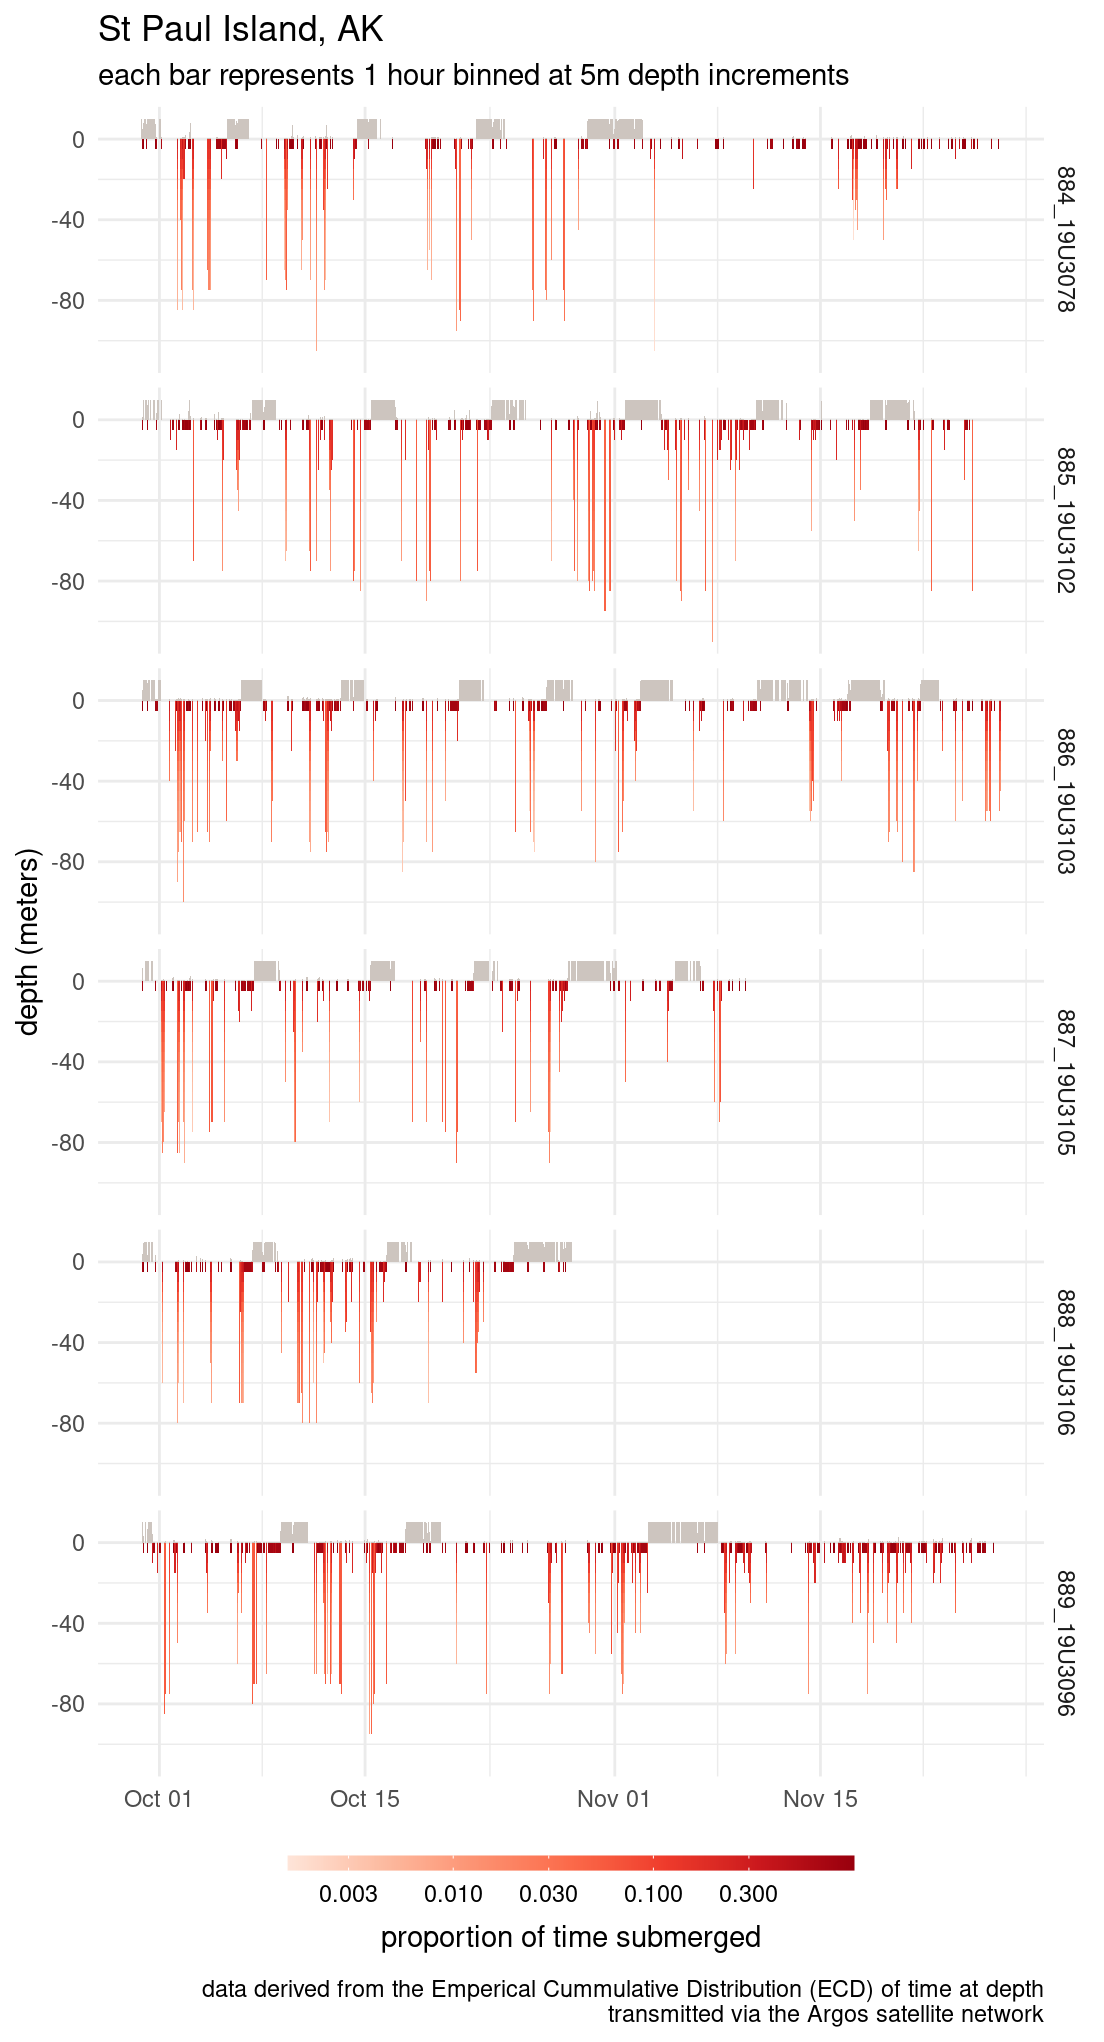 St Paul Island, AK
each bar represents 1 hour binned at 5m depth increments
0
-40
-80
884_19U3078
0
-40
-80
885_19U3102
0
-40
-80
886_19U3103
depth (meters)
0
-40
-80
887_19U3105
0
-40
-80
888_19U3106
0
-40
-80
889_19U3096
Oct 01 Oct 15 Nov 01 Nov 15
0.003 0.010 0.030 0.100 0.300
proportion of time submerged
data derived from the Emperical Cummulative Distribution (ECD) of time at depth
transmitted via the Argos satellite network